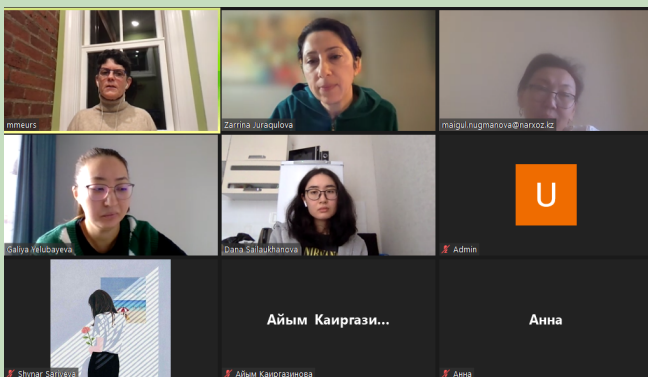 mmeurs
Zarrina Juraqulova
maigul.nugmanova@narxoz.kz
Galiya Yelubayeva
Dana Sailaukhanova
U
Admin
Айым Каиргази...
Анна
Shynar Sariyeva
Айым Каиргазинова
Анна